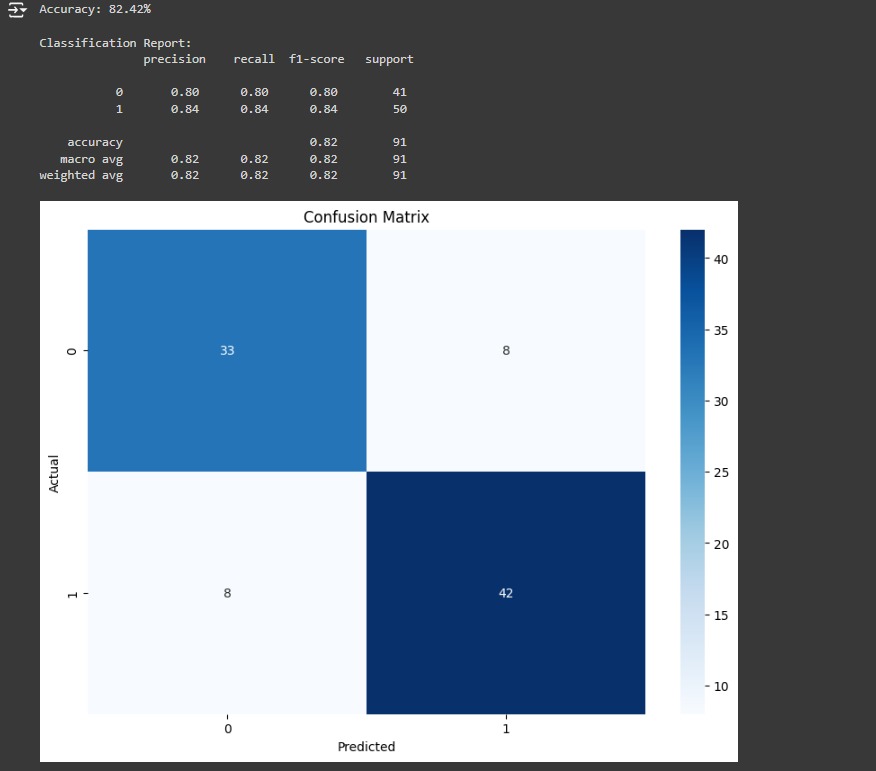 Accuracy: 82.42%
Classification Report:
precision recall f1-score support
0 0.80 0.80 0.80 41
1 0.84 0.84 0.84 50
accuracy 0.82 91
macro avg 0.82 0.82 0.82 91
weighted avg 0.82 0.82 0.82 91
Confusion Matrix
40
35
30
25
20
15
10
Actual
0
1
33 8
8 42
0 1
Predicted